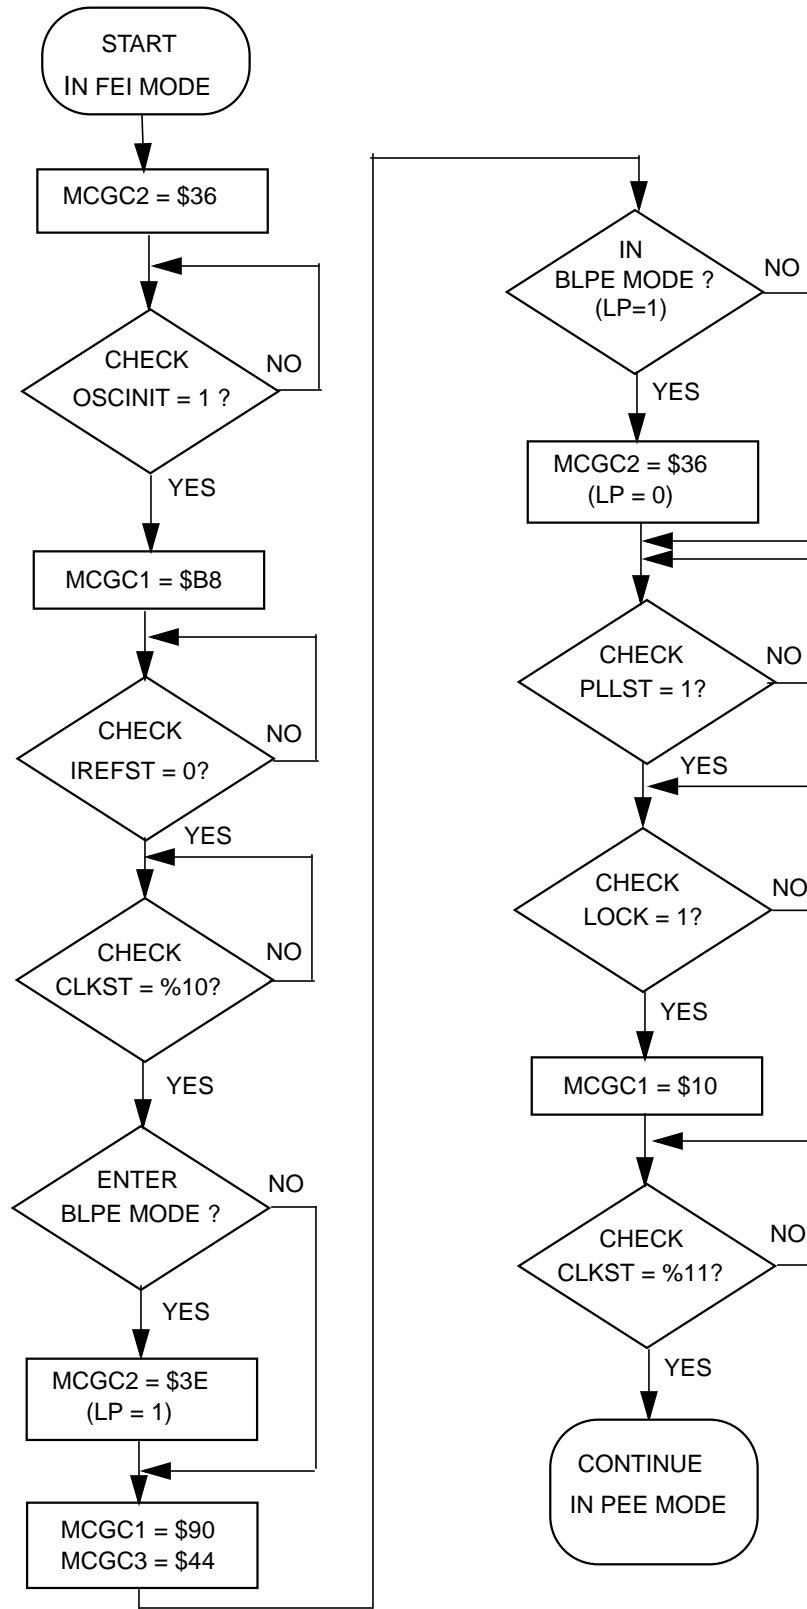 START
IN FEI MODE
MCGC2 = $36
CHECK
OSCINIT = 1 ?
NO
YES
MCGC1 = $B8
CHECK
IREFST = 0?
NO
YES
CHECK
CLKST = %10?
NO
YES
ENTER
BLPE MODE ?
NO
YES
MCGC2 = $3E
(LP = 1)
MCGC1 = $90
MCGC3 = $44
IN
BLPE MODE ?
(LP=1)
NO
YES
MCGC2 = $36
(LP = 0)
CHECK
PLLST = 1?
NO
YES
CHECK
LOCK = 1?
NO
YES
MCGC1 = $10
CHECK
CLKST = %11?
NO
YES
CONTINUE
IN PEE MODE